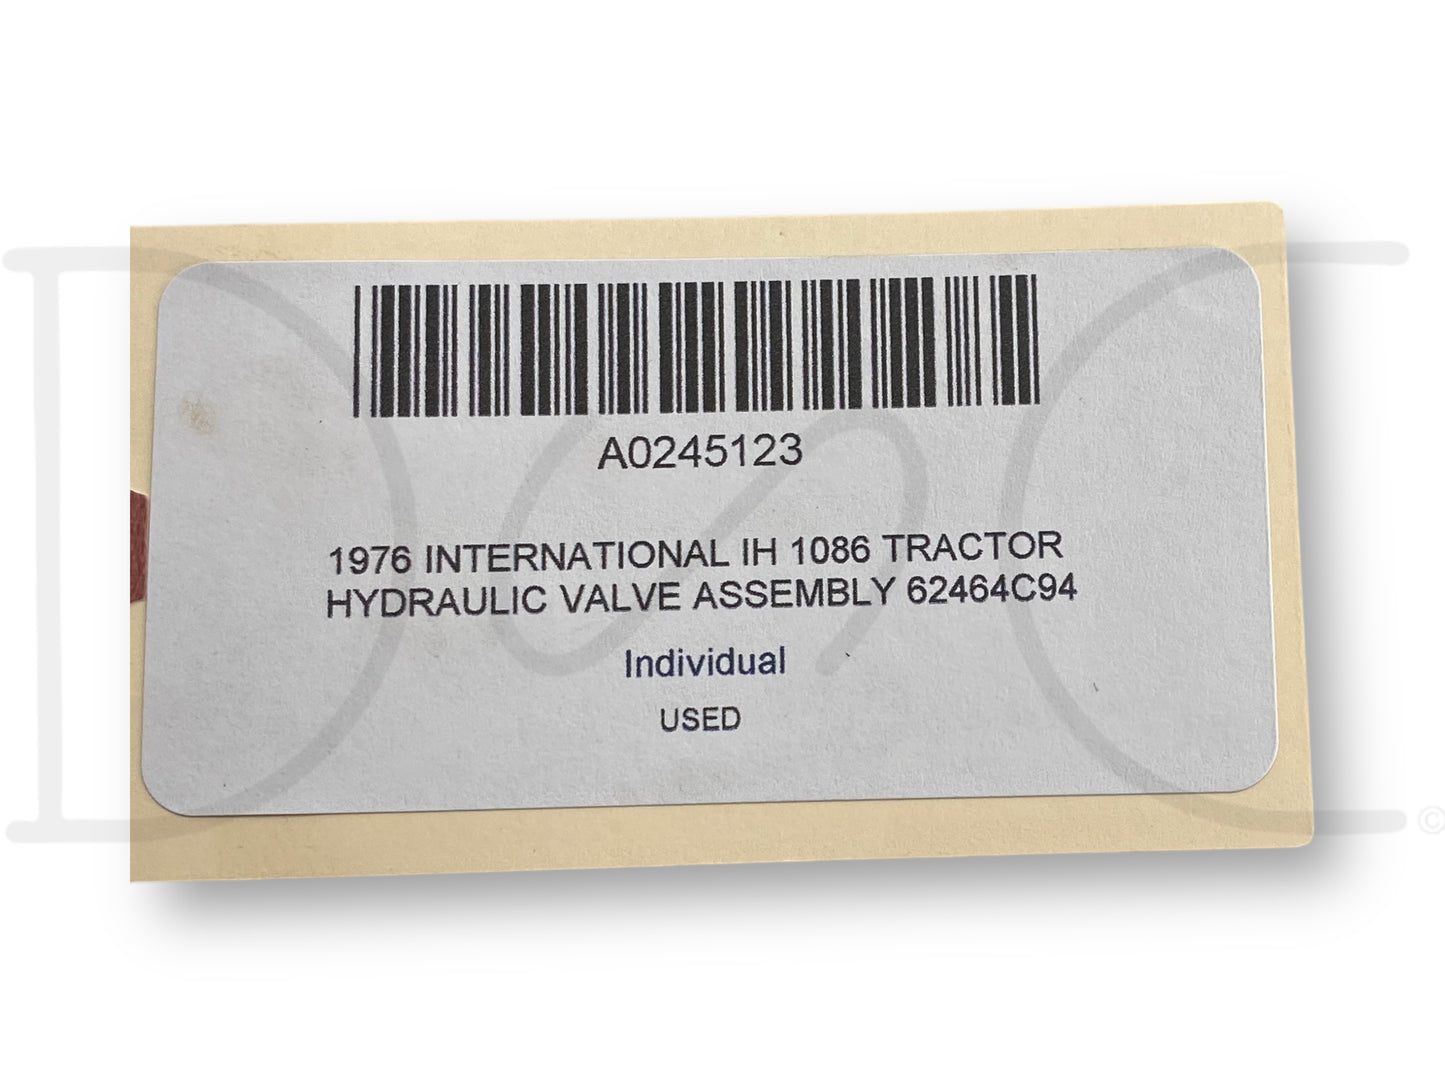 A0245123
1976 INTERNATIONAL IH 1086 TRACTOR
HYDRAULIC VALVE ASSEMBLY 62464C94
Individual
USED
©